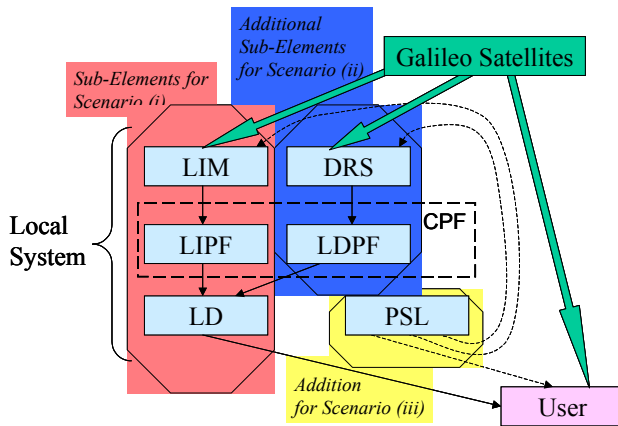 Additional
Sub-Elements
for Scenario (ii)
Galileo Satellites
Sub-Elements for
Scenario (i)
LIM
DRS
CPF
Local
System
LIPF
LDPF
LD
PSL
Addition
for Scenario (iii)
User